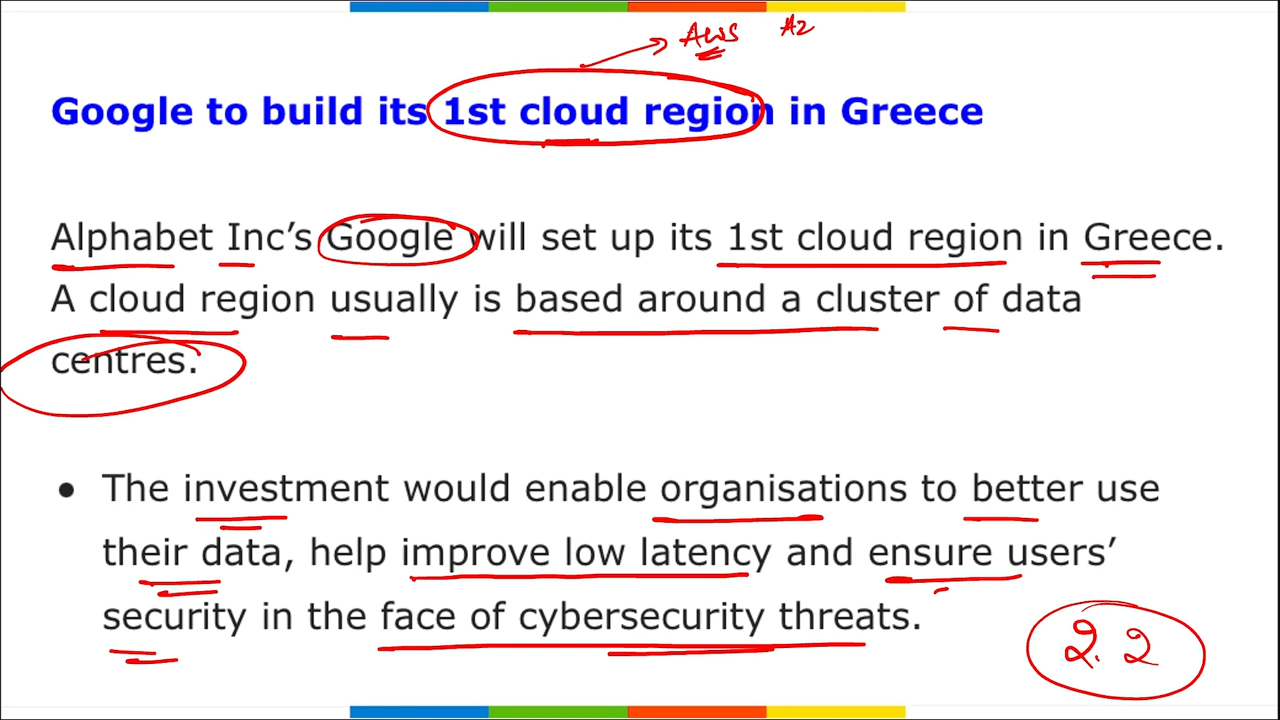 AWS Az
Google to build its 1st cloud region in Greece
Alphabet Inc’s Google will set up its 1st cloud region in Greece.
A cloud region usually is based around a cluster of data
centres.
● The investment would enable organisations to better use
their data, help improve low latency and ensure users’
security in the face of cybersecurity threats.
2.2